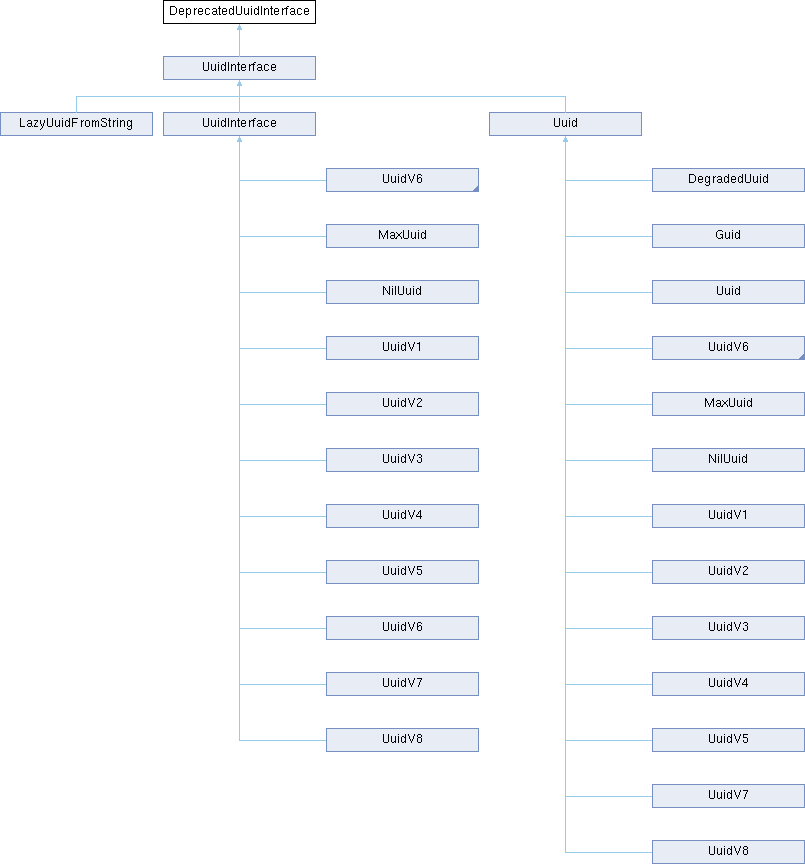 DeprecatedUuidInterface
UuidInterface
LazyUuidFromString
UuidInterface
Uuid
UuidV6
DegradedUuid
MaxUuid
Guid
NilUuid
Uuid
UuidV1
UuidV6
UuidV2
MaxUuid
UuidV3
NilUuid
UuidV4
UuidV1
UuidV5
UuidV2
UuidV6
UuidV3
UuidV7
UuidV4
UuidV8
UuidV5
UuidV7
UuidV8